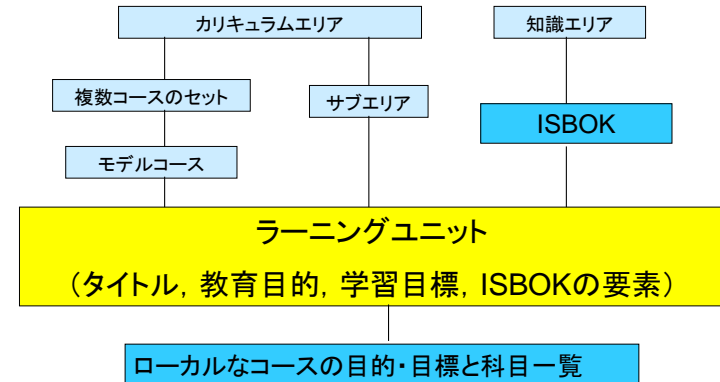 カリキュラムエリア
知識エリア
複数コースのセット
サブエリア
ISBOK
モデルコース
ラーニングユニット
（タイトル，教育目的，学習目標，ISBOKの要素）
ローカルなコースの目的・目標と科目一覧